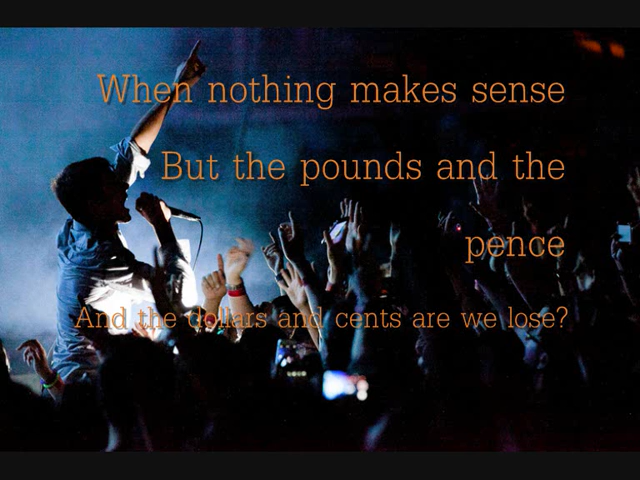 When nothing makes sense
But the pounds and the
pence
And the dollars and cents are we lose?